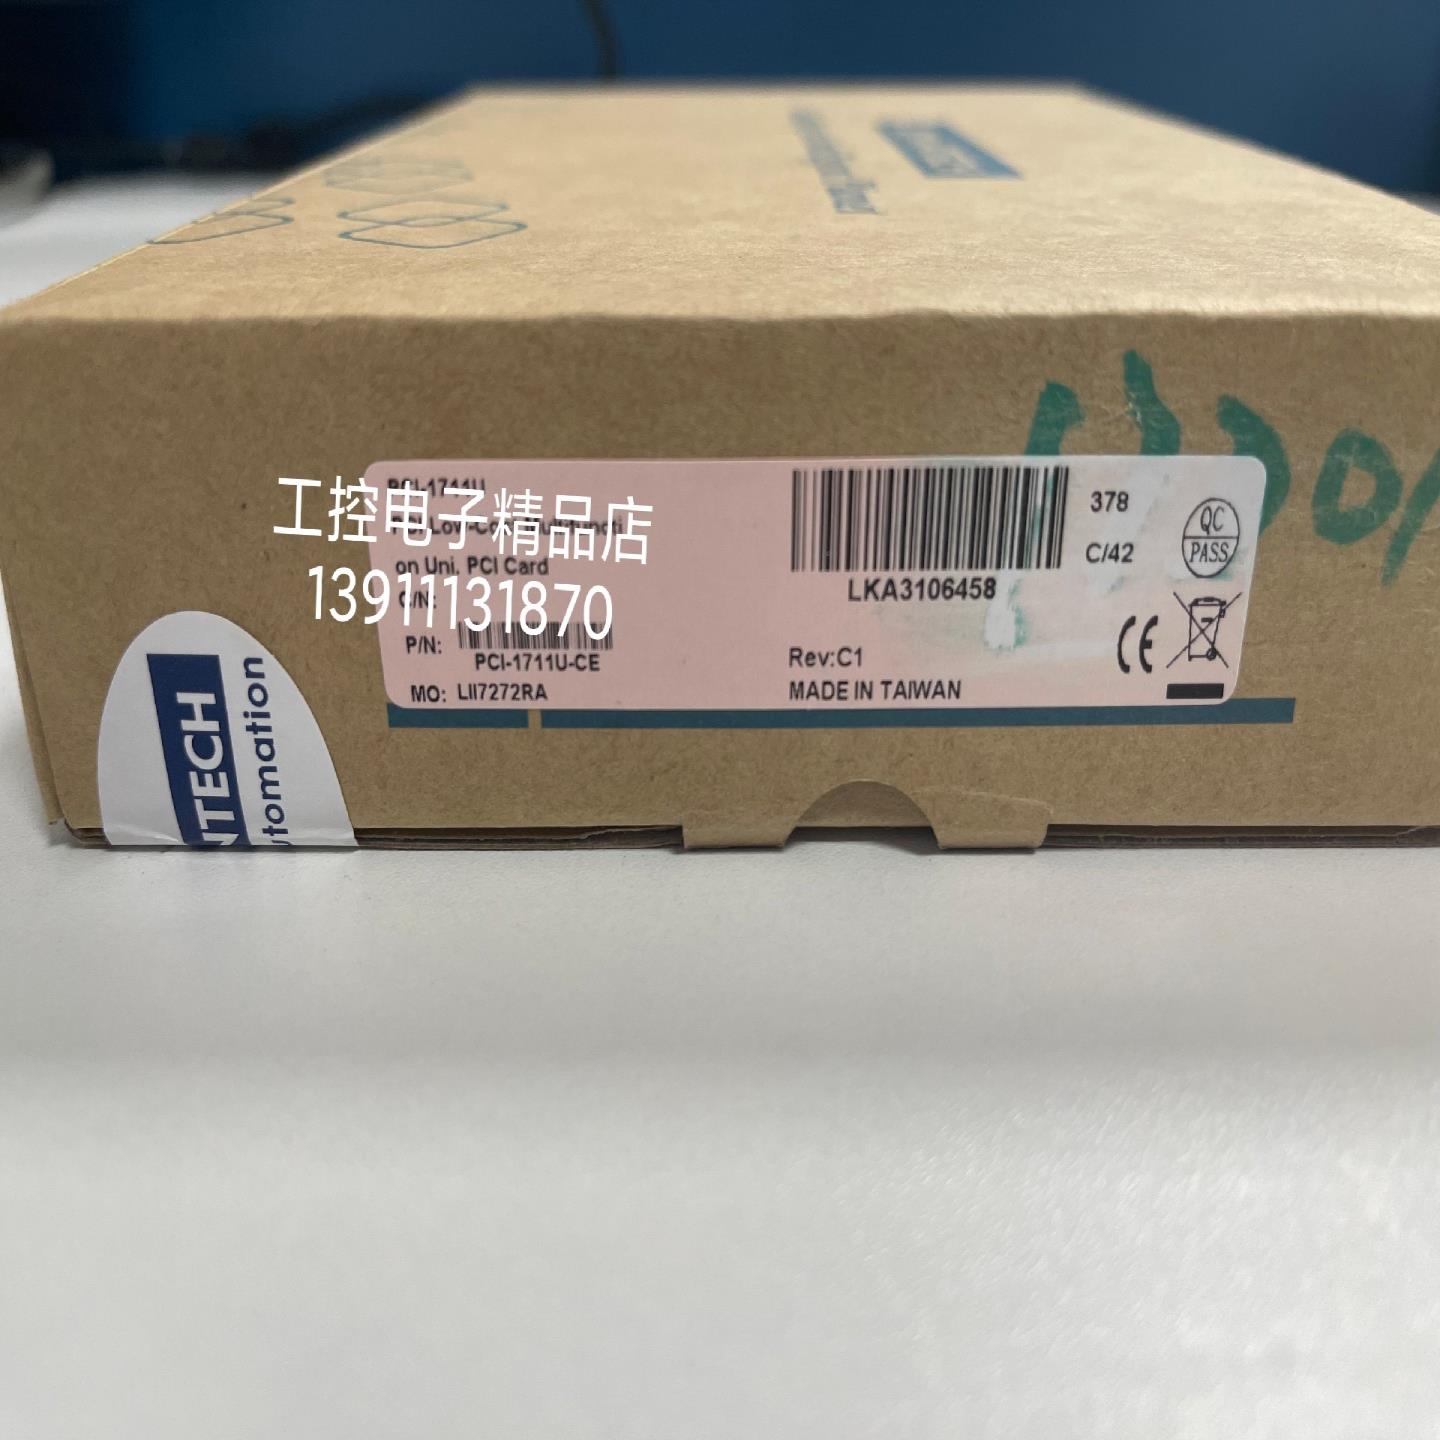 PCI-1711U
on Uni. PCI Card
P/N:
PCI-1711U-CE
MO: LII7272RA
LKA3106458
378
C/42
QC
PASS
Rev:C1
MADE IN TAIWAN
CE
工控电子精品店
13911131870
NTECH
utomation